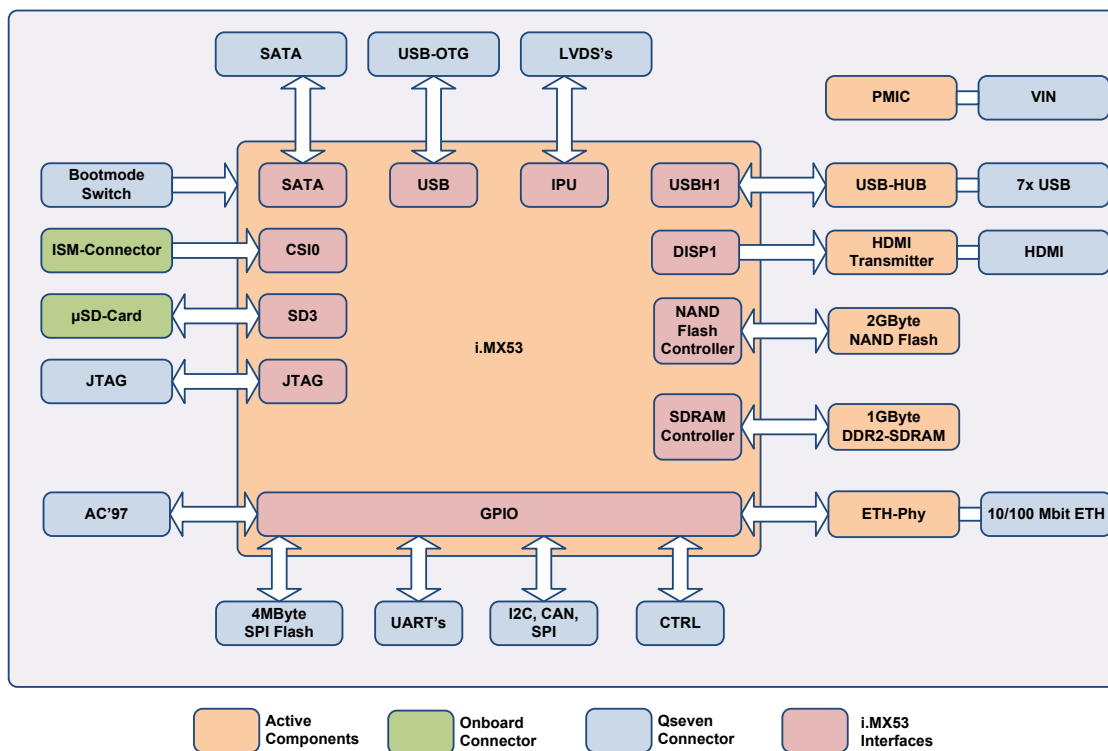 SATA
USB-OTG
LVDS's
PMIC
VIN
Bootmode
Switch
SATA
USB
IPU
USBH1
USB-HUB
7x USB
ISM-Connector
CSI0
DISP1
HDMI
Transmitter
HDMI
µSD-Card
SD3
i.MX53
NAND
Flash
Controller
2GByte
NAND Flash
JTAG
JTAG
SDRAM
Controller
1GByte
DDR2-SDRAM
AC'97
GPIO
ETH-Phy
10/100 Mbit ETH
4MByte
SPI Flash
UART's
I2C, CAN,
SPI
CTRL
Active
Components
Onboard
Connector
Qseven
Connector
i.MX53
Interfaces